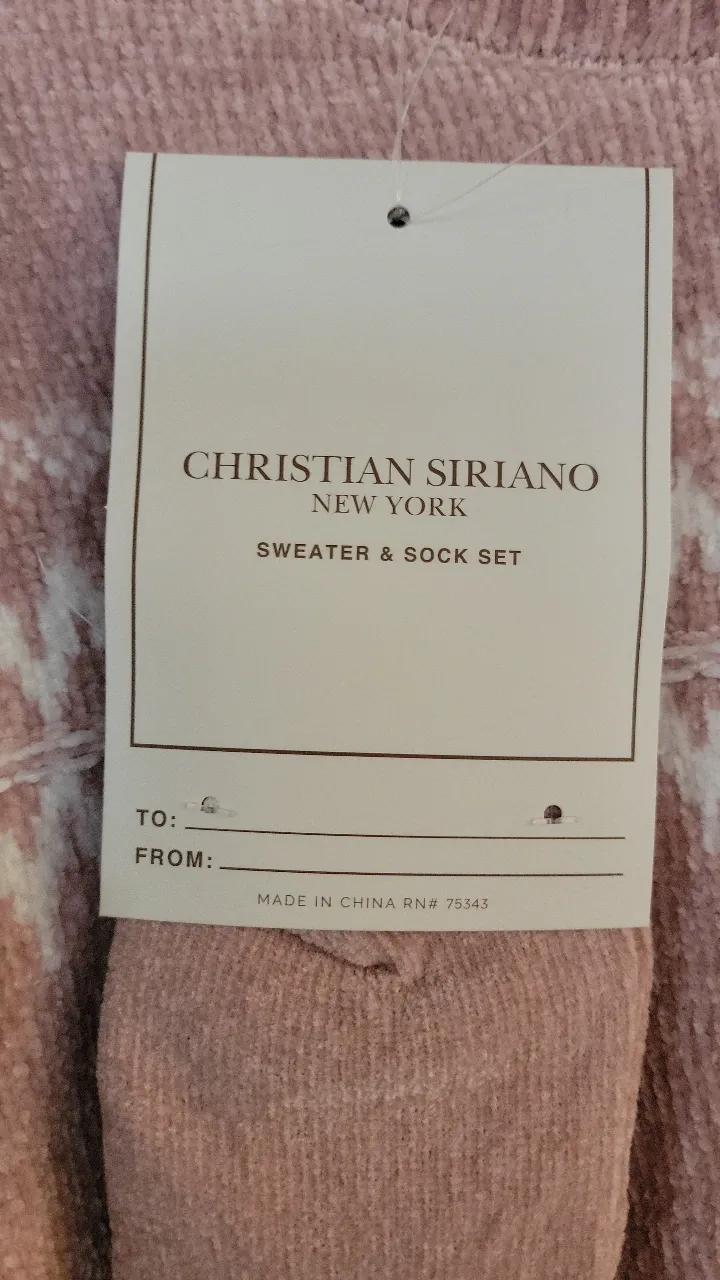 CHRISTIAN SIRIANO
NEW YORK
SWEATER & SOCK SET
TO:
FROM:
MADE IN CHINA RN# 75343